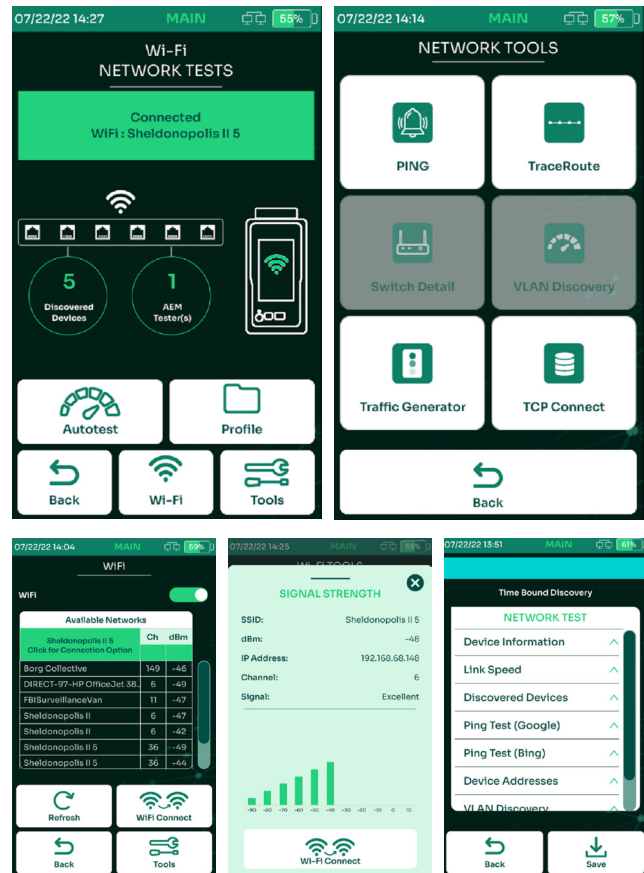 07/22/22 14:27 MAIN 55%
Wi-Fi
NETWORK TESTS
Connected
WiFi : Sheldonopolis II 5
5
Discovered
Devices
1
AEM
Tester(s)
Autotest
Profile
Back
Wi-Fi
Tools
07/22/22 14:14 MAIN 57%
NETWORK TOOLS
PING
TraceRoute
Switch Detail
VLAN Discovery
Traffic Generator
TCP Connect
Back
07/22/22 14:04 MAIN 59%
WiFi
WiFi
Available Networks
Sheldonopolis II 5
Click for Connection Option
Ch dBm
Borg Collective 149 -46
DIRECT-97-HP OfficeJet 38.. 6 -49
FBISurveillanceVan 11 -47
Sheldonopolis II 6 -47
Sheldonopolis II 6 -42
Sheldonopolis II 5 36 -49
Sheldonopolis II 5 36 -44
Refresh
WiFi Connect
Back
Tools
07/22/22 14:25 MAIN 55%
Wi-Fi TOOLS
SIGNAL STRENGTH
SSID: Sheldonopolis II 5
dBm: -48
IP Address: 192.168.68.148
Channel: 6
Signal: Excellent
-90 -80 -70 -60 -50 -40 -30 -20 -10 0 10
Wi-Fi Connect
07/22/22 13:51 MAIN 61%
Time Bound Discovery
NETWORK TEST
Device Information
Link Speed
Discovered Devices
Ping Test (Google)
Ping Test (Bing)
Device Addresses
VLAN Discovery
Back
Save